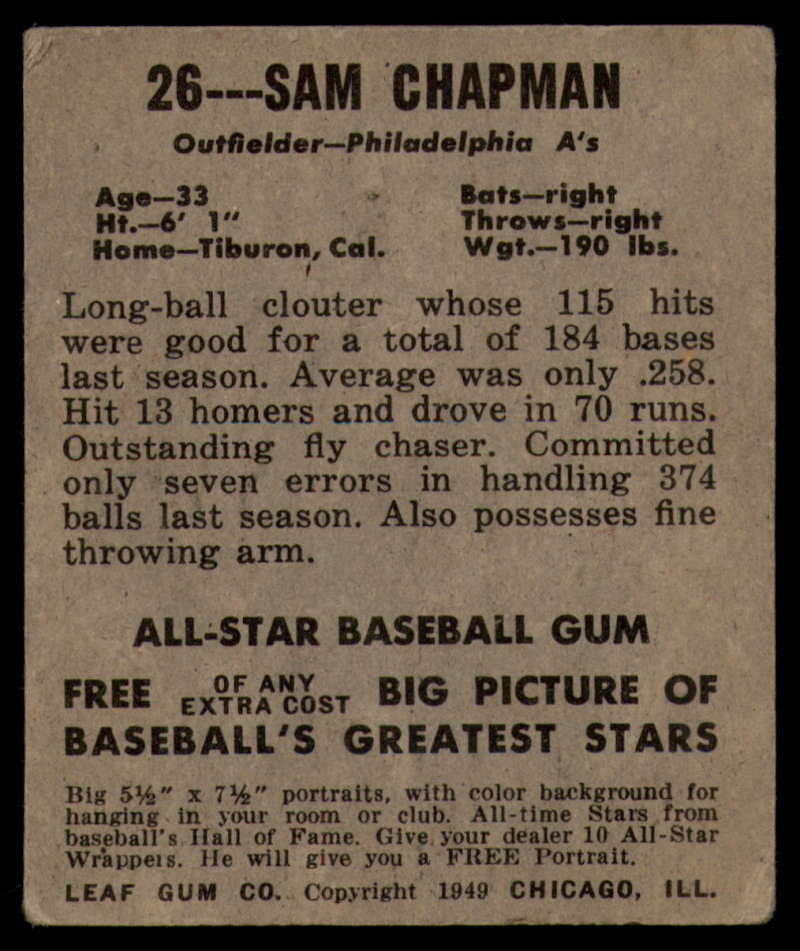 26---SAM CHAPMAN
Outfielder—Philadelphia A's
Age—33 Bats—right
Ht.—6' 1" Throws—right
Home—Tiburon, Cal. Wgt.—190 lbs.
Long-ball clouter whose 115 hits
were good for a total of 184 bases
last season. Average was only .258.
Hit 13 homers and drove in 70 runs.
Outstanding fly chaser. Committed
only seven errors in handling 374
balls last season. Also possesses fine
throwing arm.
ALL-STAR BASEBALL GUM
FREE OF ANY EXTRA COST BIG PICTURE OF
BASEBALL'S GREATEST STARS
Big 5½" x 7½" portraits, with color background for
hanging in your room or club. All-time Stars from
baseball's Hall of Fame. Give your dealer 10 All-Star
Wrappers. He will give you a FREE Portrait.
LEAF GUM CO. Copyright 1949 CHICAGO, ILL.